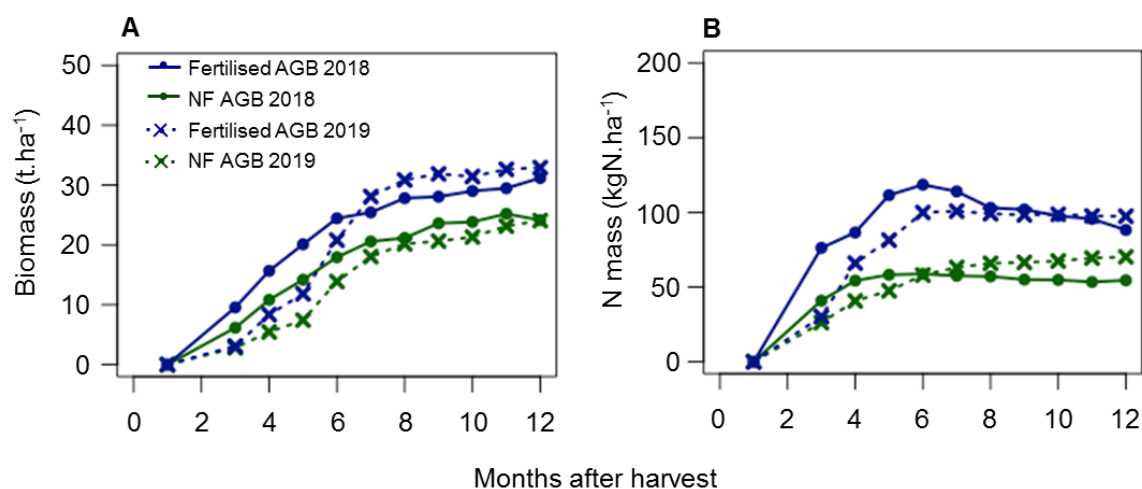 A
Biomass (t.ha⁻¹)
50
40
30
20
10
0
Fertilised AGB 2018
NF AGB 2018
Fertilised AGB 2019
NF AGB 2019
0 2 4 6 8 10 12
B
N mass (kgN.ha⁻¹)
200
150
100
50
0
0 2 4 6 8 10 12
Months after harvest